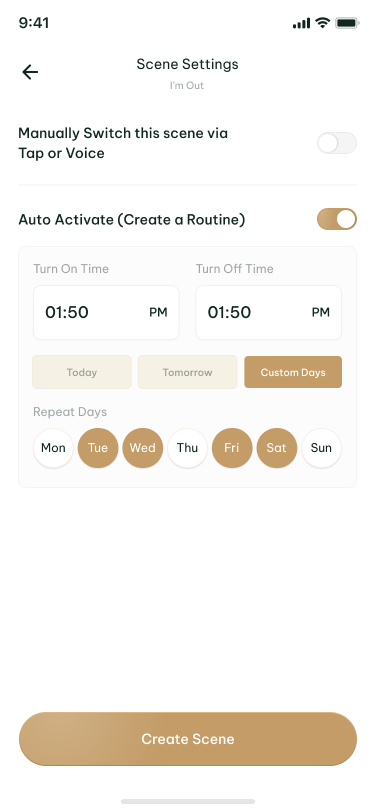 9:41
Scene Settings
I'm Out
Manually Switch this scene via
Tap or Voice
Auto Activate (Create a Routine)
Turn On Time
Turn Off Time
01:50 PM
01:50 PM
Today
Tomorrow
Custom Days
Repeat Days
Mon
Tue
Wed
Thu
Fri
Sat
Sun
Create Scene